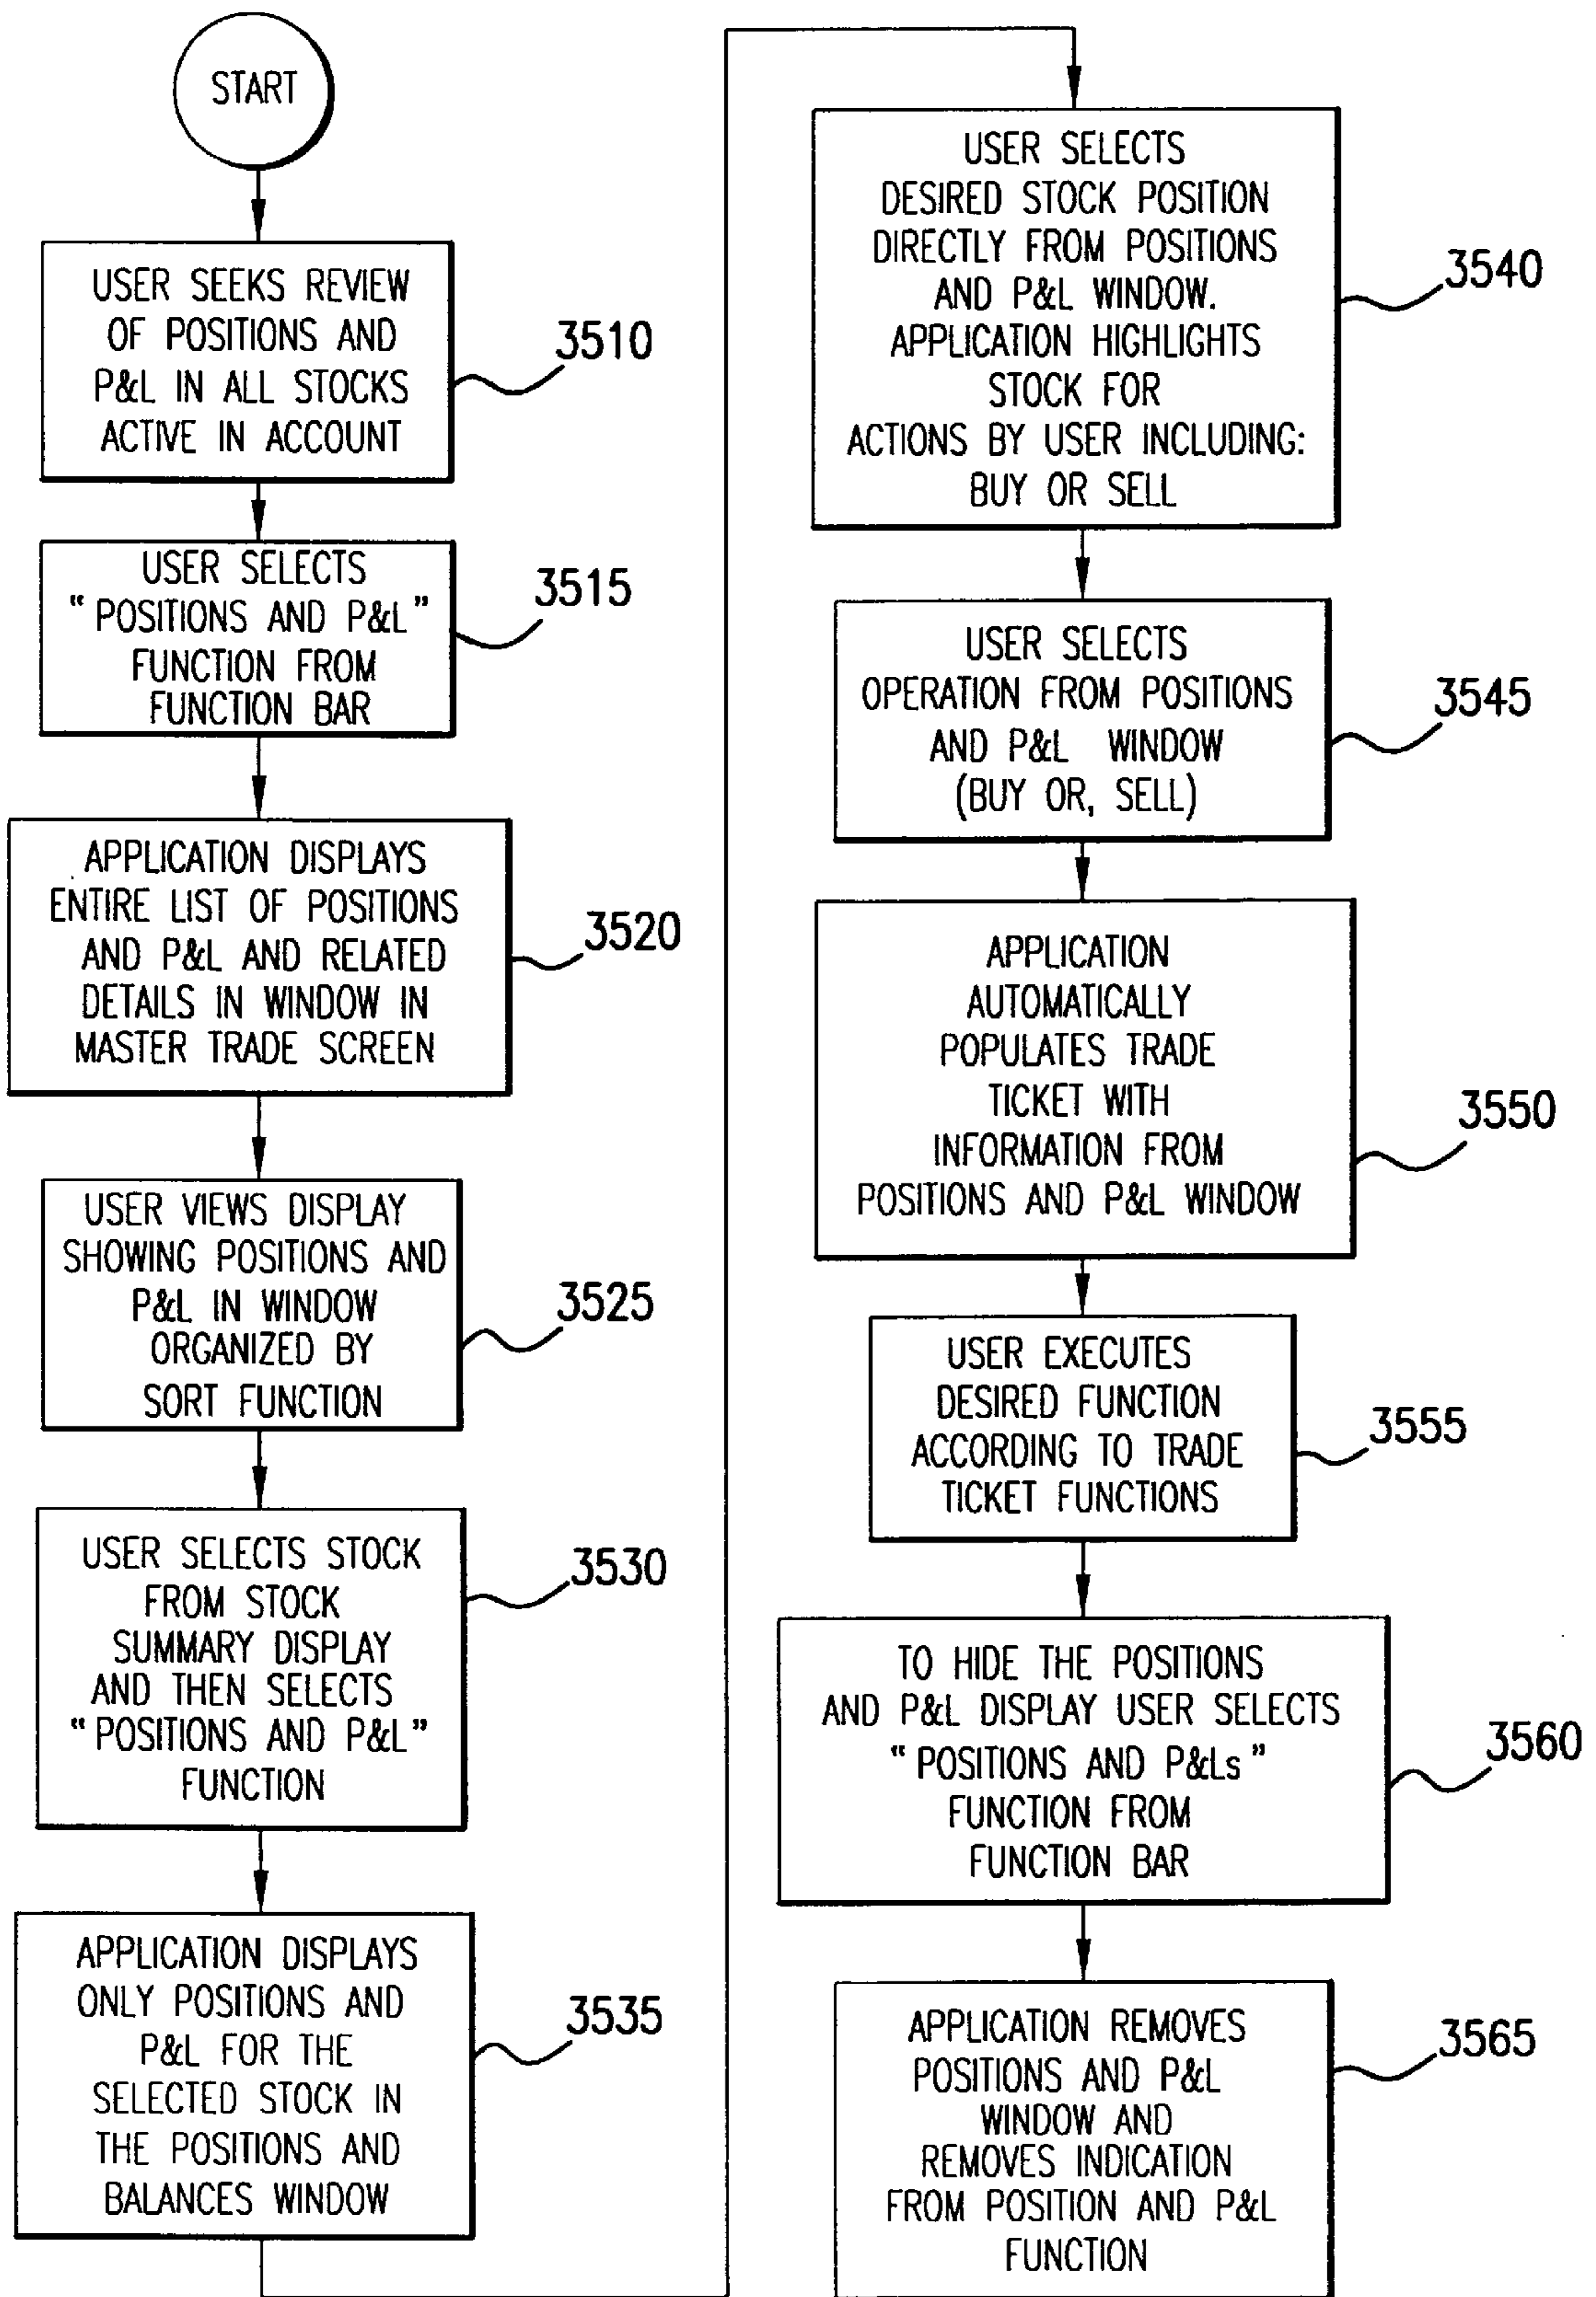 START
USER SEEKS REVIEW
OF POSITIONS AND
P&L IN ALL STOCKS
ACTIVE IN ACCOUNT
3510
USER SELECTS
" POSITIONS AND P&L "
FUNCTION FROM
FUNCTION BAR
3515
APPLICATION DISPLAYS
ENTIRE LIST OF POSITIONS
AND P&L AND RELATED
DETAILS IN WINDOW IN
MASTER TRADE SCREEN
3520
USER VIEWS DISPLAY
SHOWING POSITIONS AND
P&L IN WINDOW
ORGANIZED BY
SORT FUNCTION
3525
USER SELECTS STOCK
FROM STOCK
SUMMARY DISPLAY
AND THEN SELECTS
" POSITIONS AND P&L "
FUNCTION
3530
APPLICATION DISPLAYS
ONLY POSITIONS AND
P&L FOR THE
SELECTED STOCK IN
THE POSITIONS AND
BALANCES WINDOW
3535
USER SELECTS
DESIRED STOCK POSITION
DIRECTLY FROM POSITIONS
AND P&L WINDOW.
APPLICATION HIGHLIGHTS
STOCK FOR
ACTIONS BY USER INCLUDING:
BUY OR SELL
3540
USER SELECTS
OPERATION FROM POSITIONS
AND P&L WINDOW
(BUY OR, SELL)
3545
APPLICATION
AUTOMATICALLY
POPULATES TRADE
TICKET WITH
INFORMATION FROM
POSITIONS AND P&L WINDOW
3550
USER EXECUTES
DESIRED FUNCTION
ACCORDING TO TRADE
TICKET FUNCTIONS
3555
TO HIDE THE POSITIONS
AND P&L DISPLAY USER SELECTS
" POSITIONS AND P&Ls "
FUNCTION FROM
FUNCTION BAR
3560
APPLICATION REMOVES
POSITIONS AND P&L
WINDOW AND
REMOVES INDICATION
FROM POSITION AND P&L
FUNCTION
3565